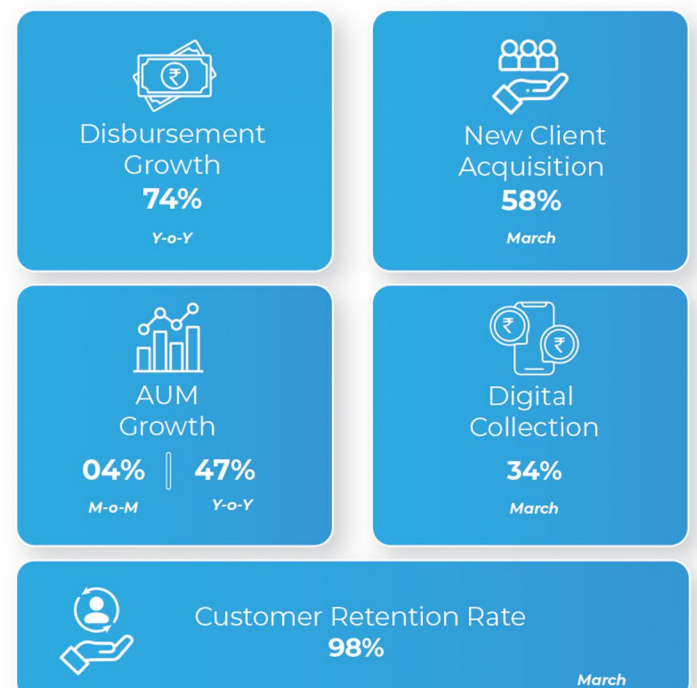 Disbursement
Growth
74%
Y-o-Y
New Client
Acquisition
58%
March
AUM
Growth
04% 47%
M-o-M Y-o-Y
₹
₹
₹
Digital
Collection
34%
March
Customer Retention Rate
98%
March